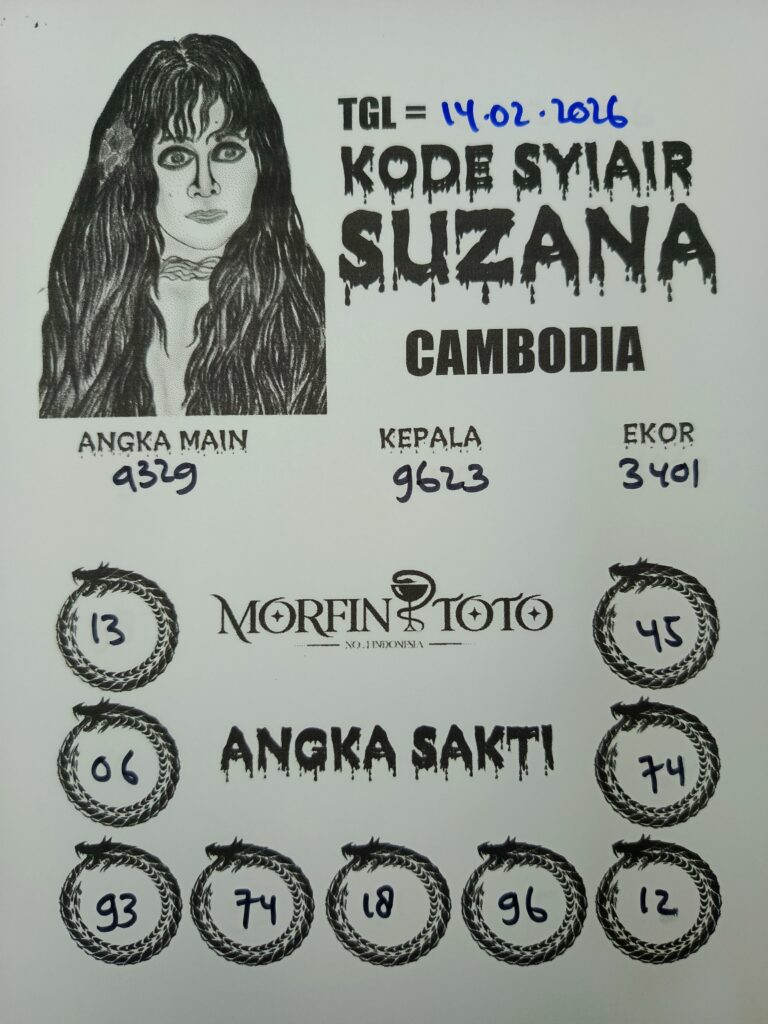 TGL = 14.02.2026
KODE SYIAIR
SUZANA
CAMBODIA
ANGKA MAIN KEPALA EKOR
9329 9623 3401
13 MORFIN TOTO 45
NO.1 INDONESIA
06 ANGKA SAKTI 74
93 74 18 96 12